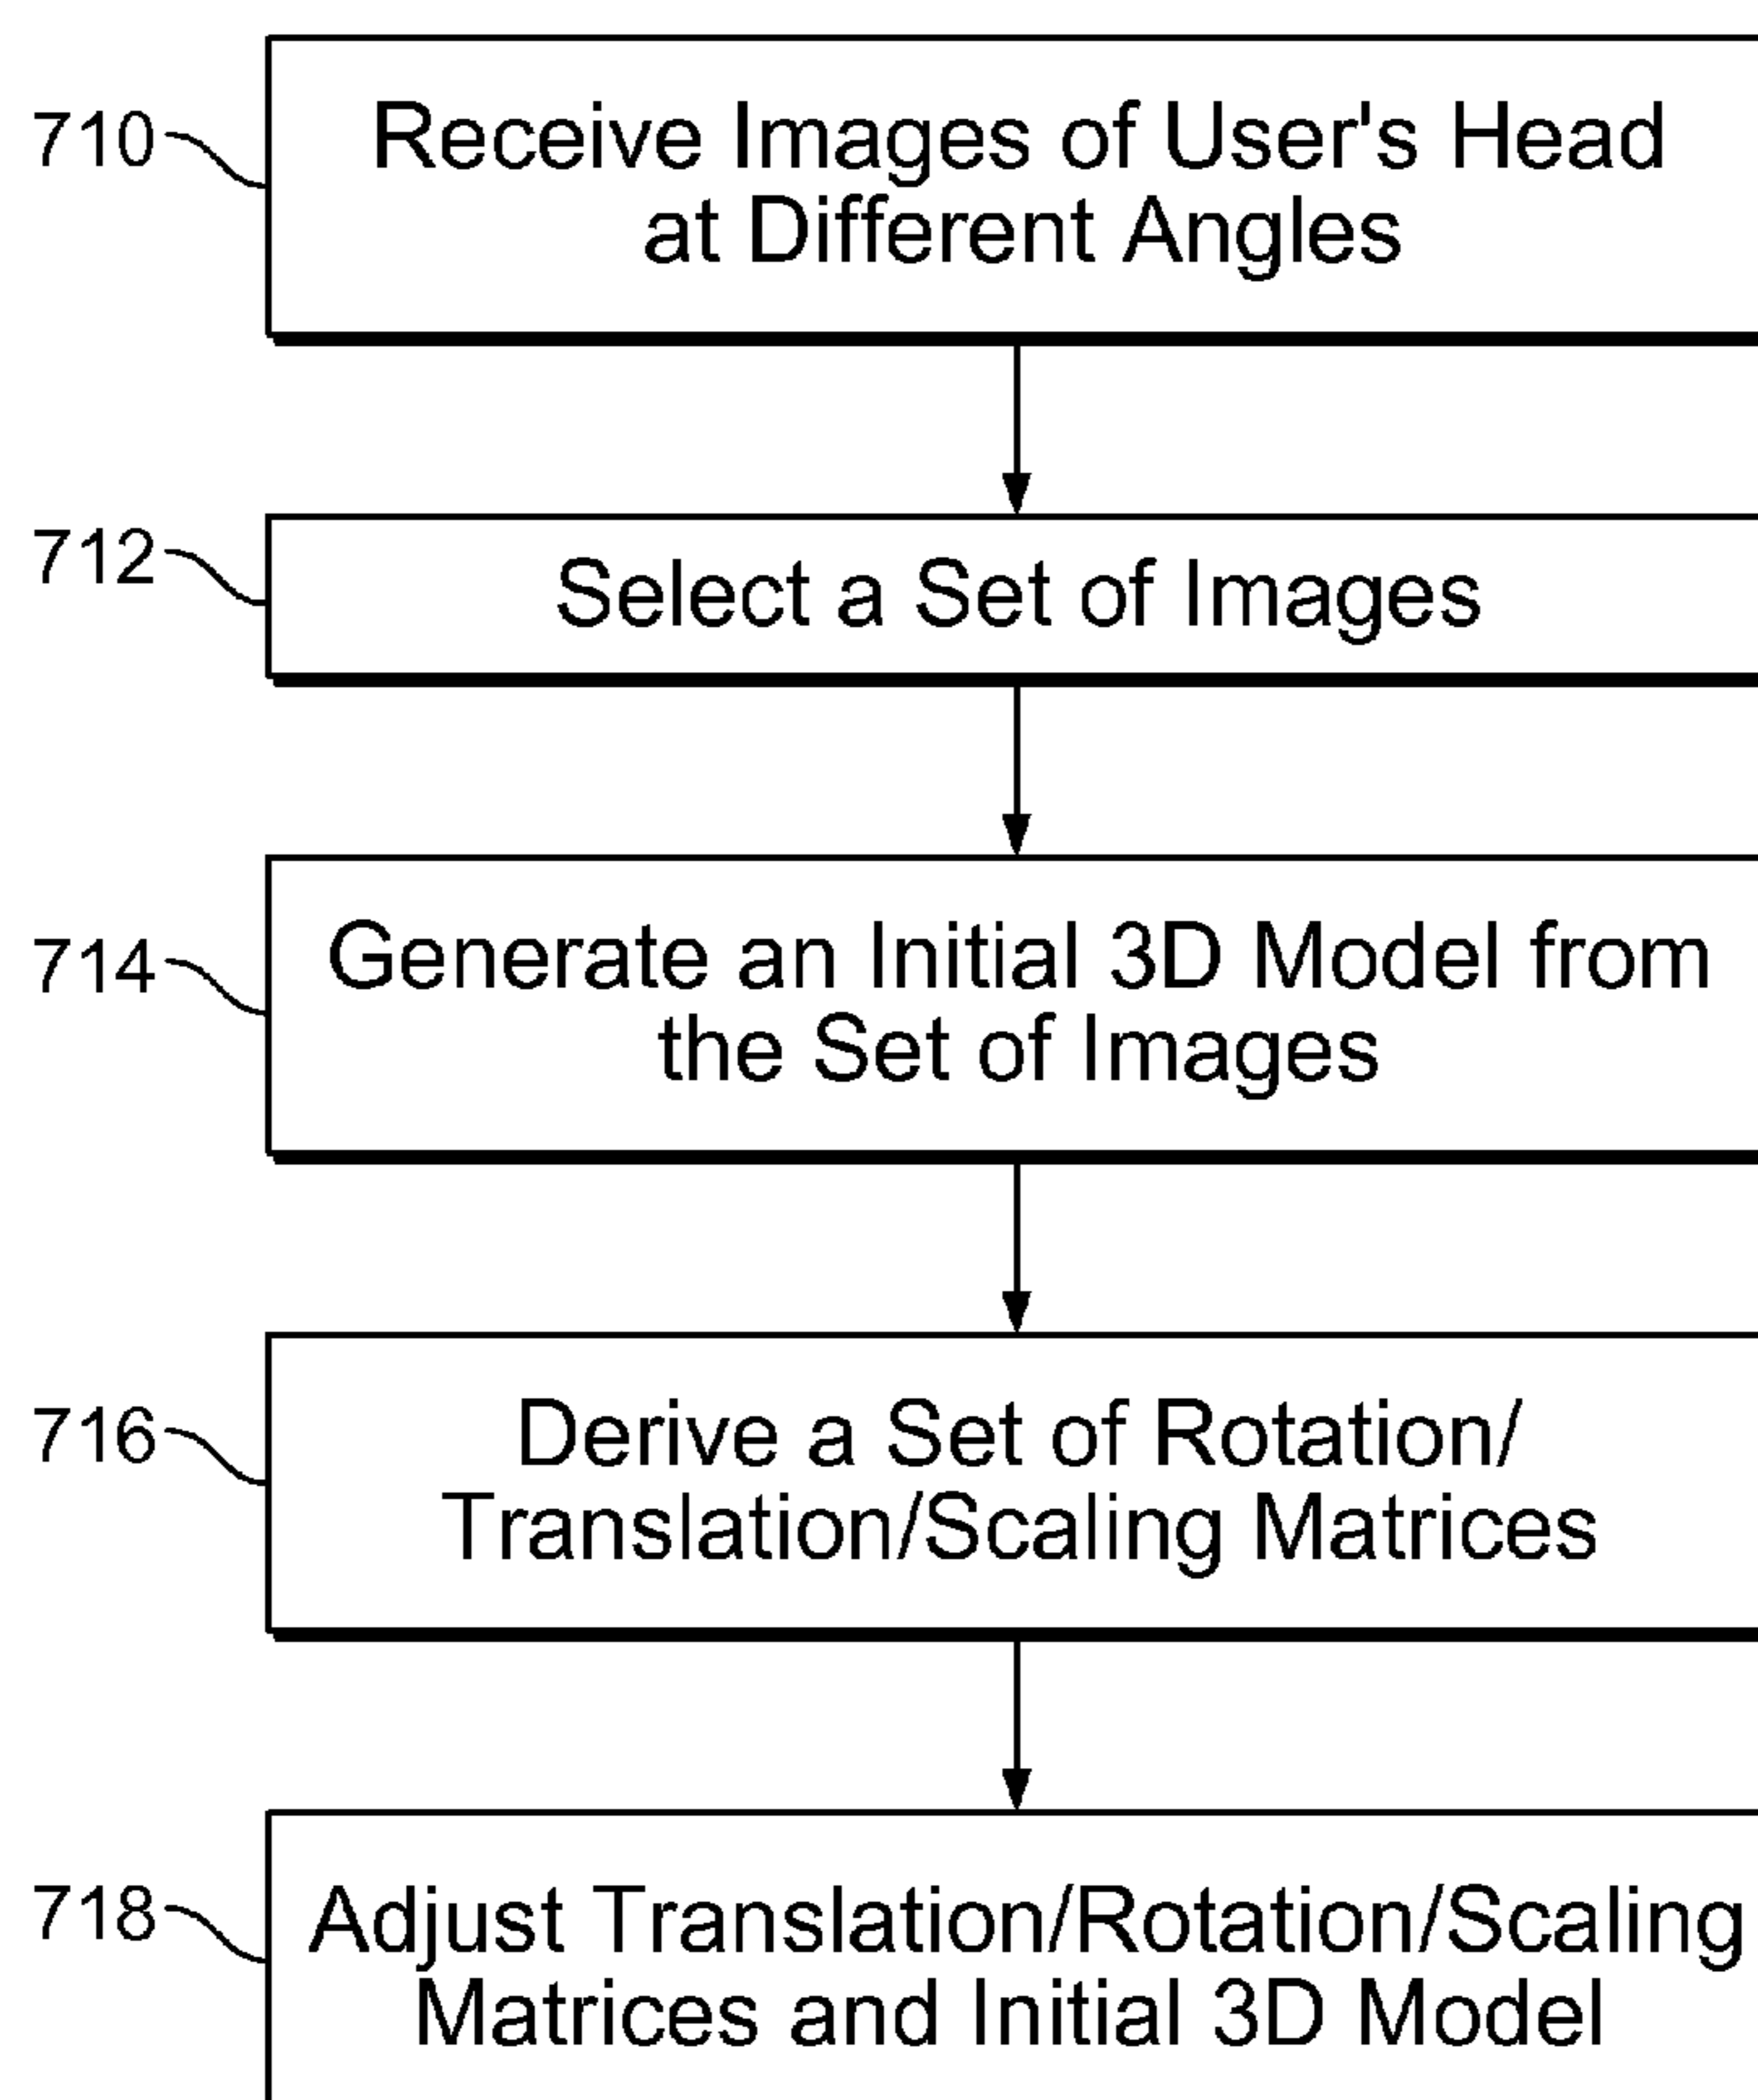 710
Receive Images of User's Head
at Different Angles
712
Select a Set of Images
714
Generate an Initial 3D Model from
the Set of Images
716
Derive a Set of Rotation/
Translation/Scaling Matrices
718
Adjust Translation/Rotation/Scaling
Matrices and Initial 3D Model